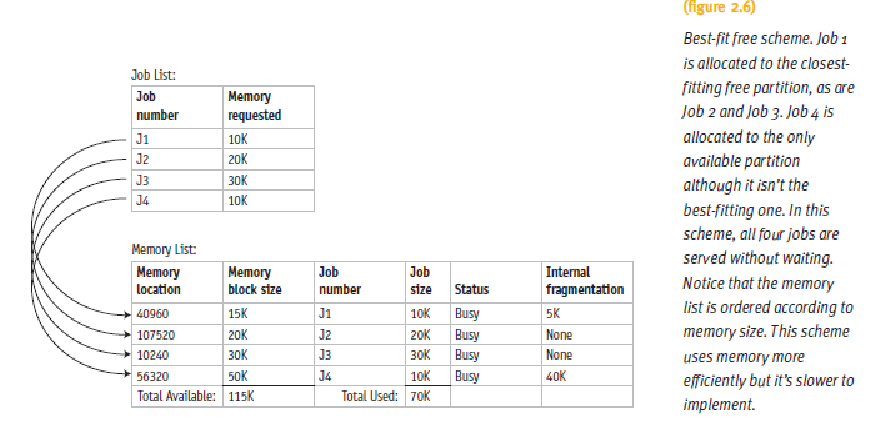 (figure 2.6)
Best-fit free scheme. Job 1
is allocated to the closest-
fitting free partition, as are
Job 2 and Job 3. Job 4 is
allocated to the only
available partition
although it isn't the
best-fitting one. In this
scheme, all four jobs are
served without waiting.
Notice that the memory
list is ordered according to
memory size. This scheme
uses memory more
efficiently but it's slower to
implement.
Job List:
Job number Memory requested
J1 10K
J2 20K
J3 30K
J4 10K
Memory List:
Memory location Memory block size Job number Job size Status Internal fragmentation
40960 15K J1 10K Busy 5K
107520 20K J2 20K Busy None
10240 30K J3 30K Busy None
56320 50K J4 10K Busy 40K
Total Available: 115K Total Used: 70K